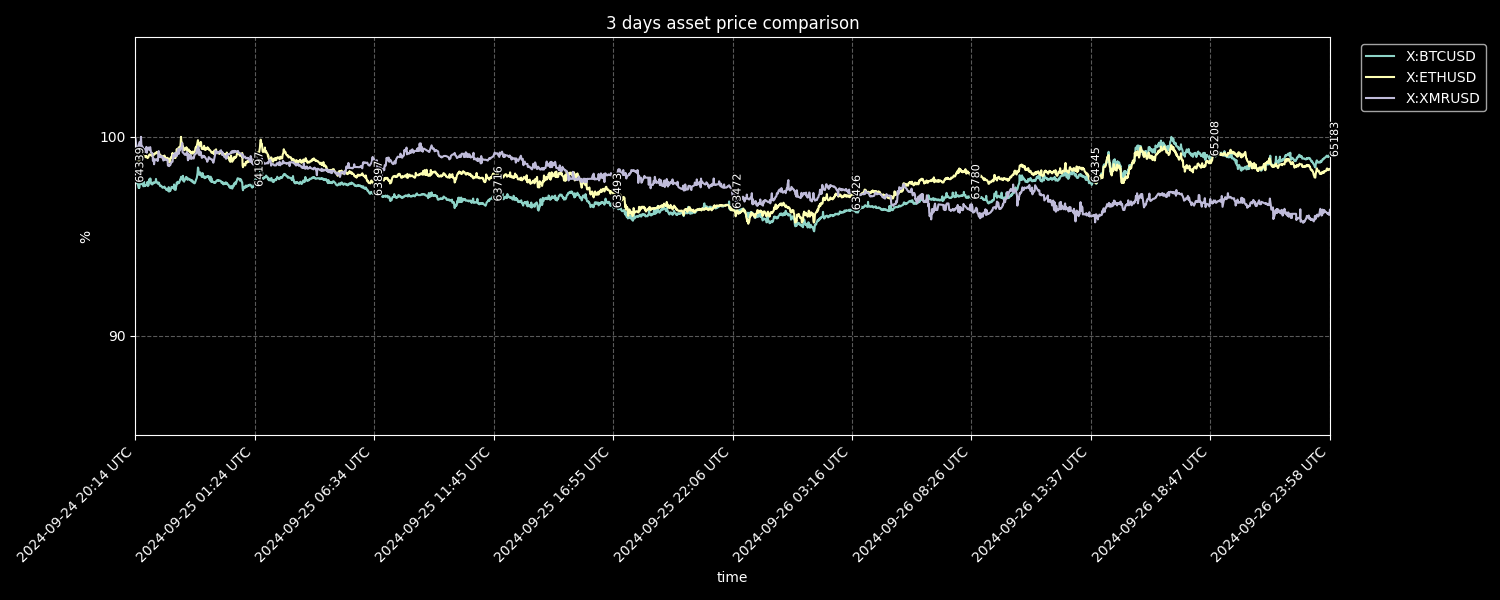 3 days asset price comparison
X:BTCUSD
X:ETHUSD
X:XMRUSD
100
90
%
64339
64197
63897
63716
63495
63472
63426
63780
64345
65208
65183
2024-09-24 20:14 UTC
2024-09-25 01:24 UTC
2024-09-25 06:34 UTC
2024-09-25 11:45 UTC
2024-09-25 16:55 UTC
2024-09-25 22:06 UTC
2024-09-26 03:16 UTC
2024-09-26 08:26 UTC
2024-09-26 13:37 UTC
2024-09-26 18:47 UTC
2024-09-26 23:58 UTC
time